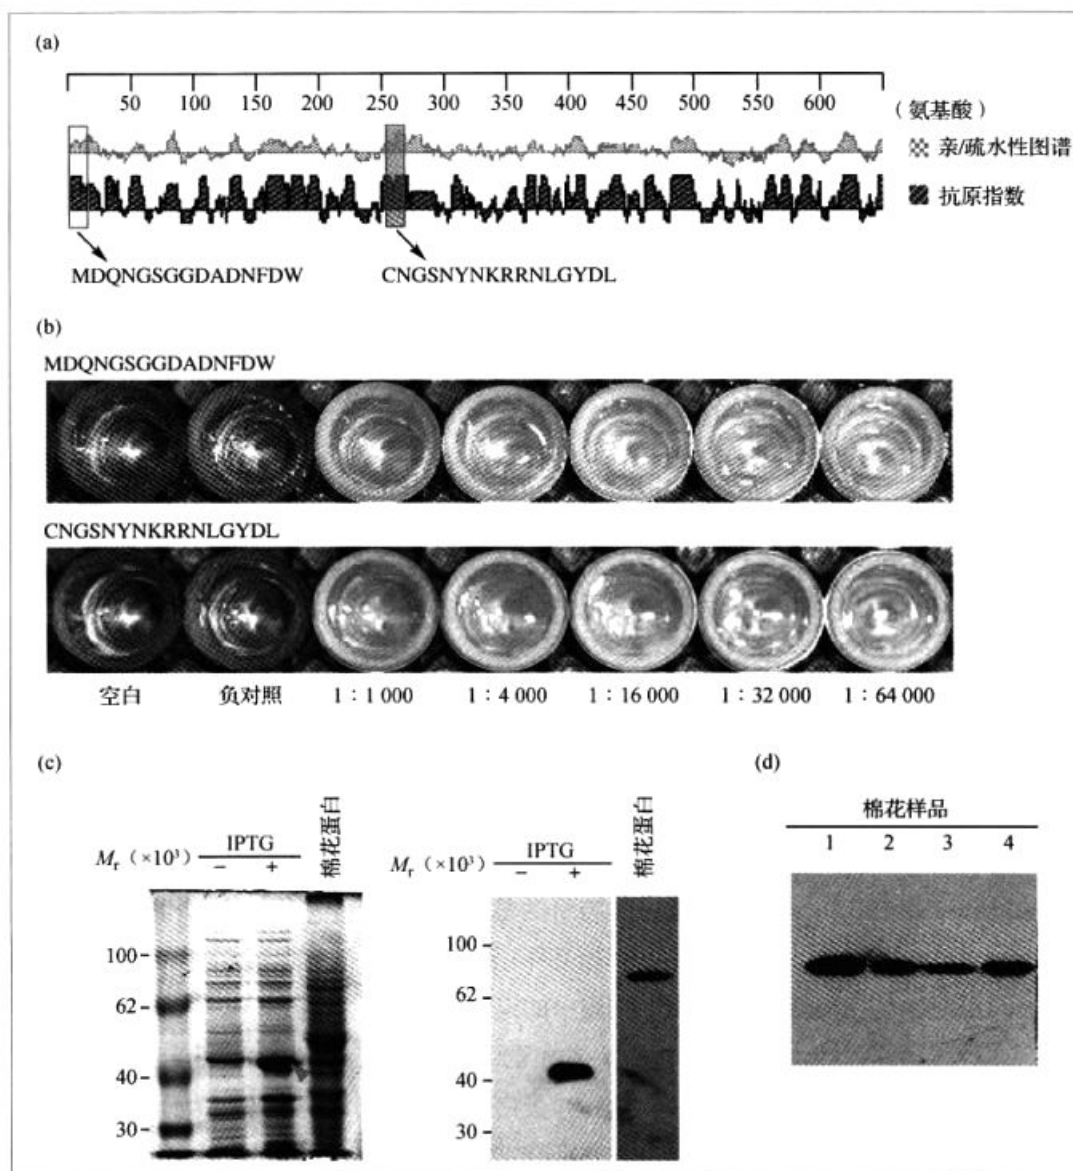 (a)
50 100 150 200 250 300 350 400 450 500 550 600
（氨基酸）
亲/疏水性图谱
抗原指数
MDQNGSGGDADNFDW CNGSNYNKRRNLGYDL
(b)
MDQNGSGGDADNFDW
CNGSNYNKRRNLGYDL
空白 负对照 1：1 000 1：4 000 1：16 000 1：32 000 1：64 000
(c)
IPTG
Mr（×10³） − +
棉花蛋白
100
62
40
30
IPTG
Mr（×10³） − +
棉花蛋白
100
62
40
30
(d)
棉花样品
1 2 3 4